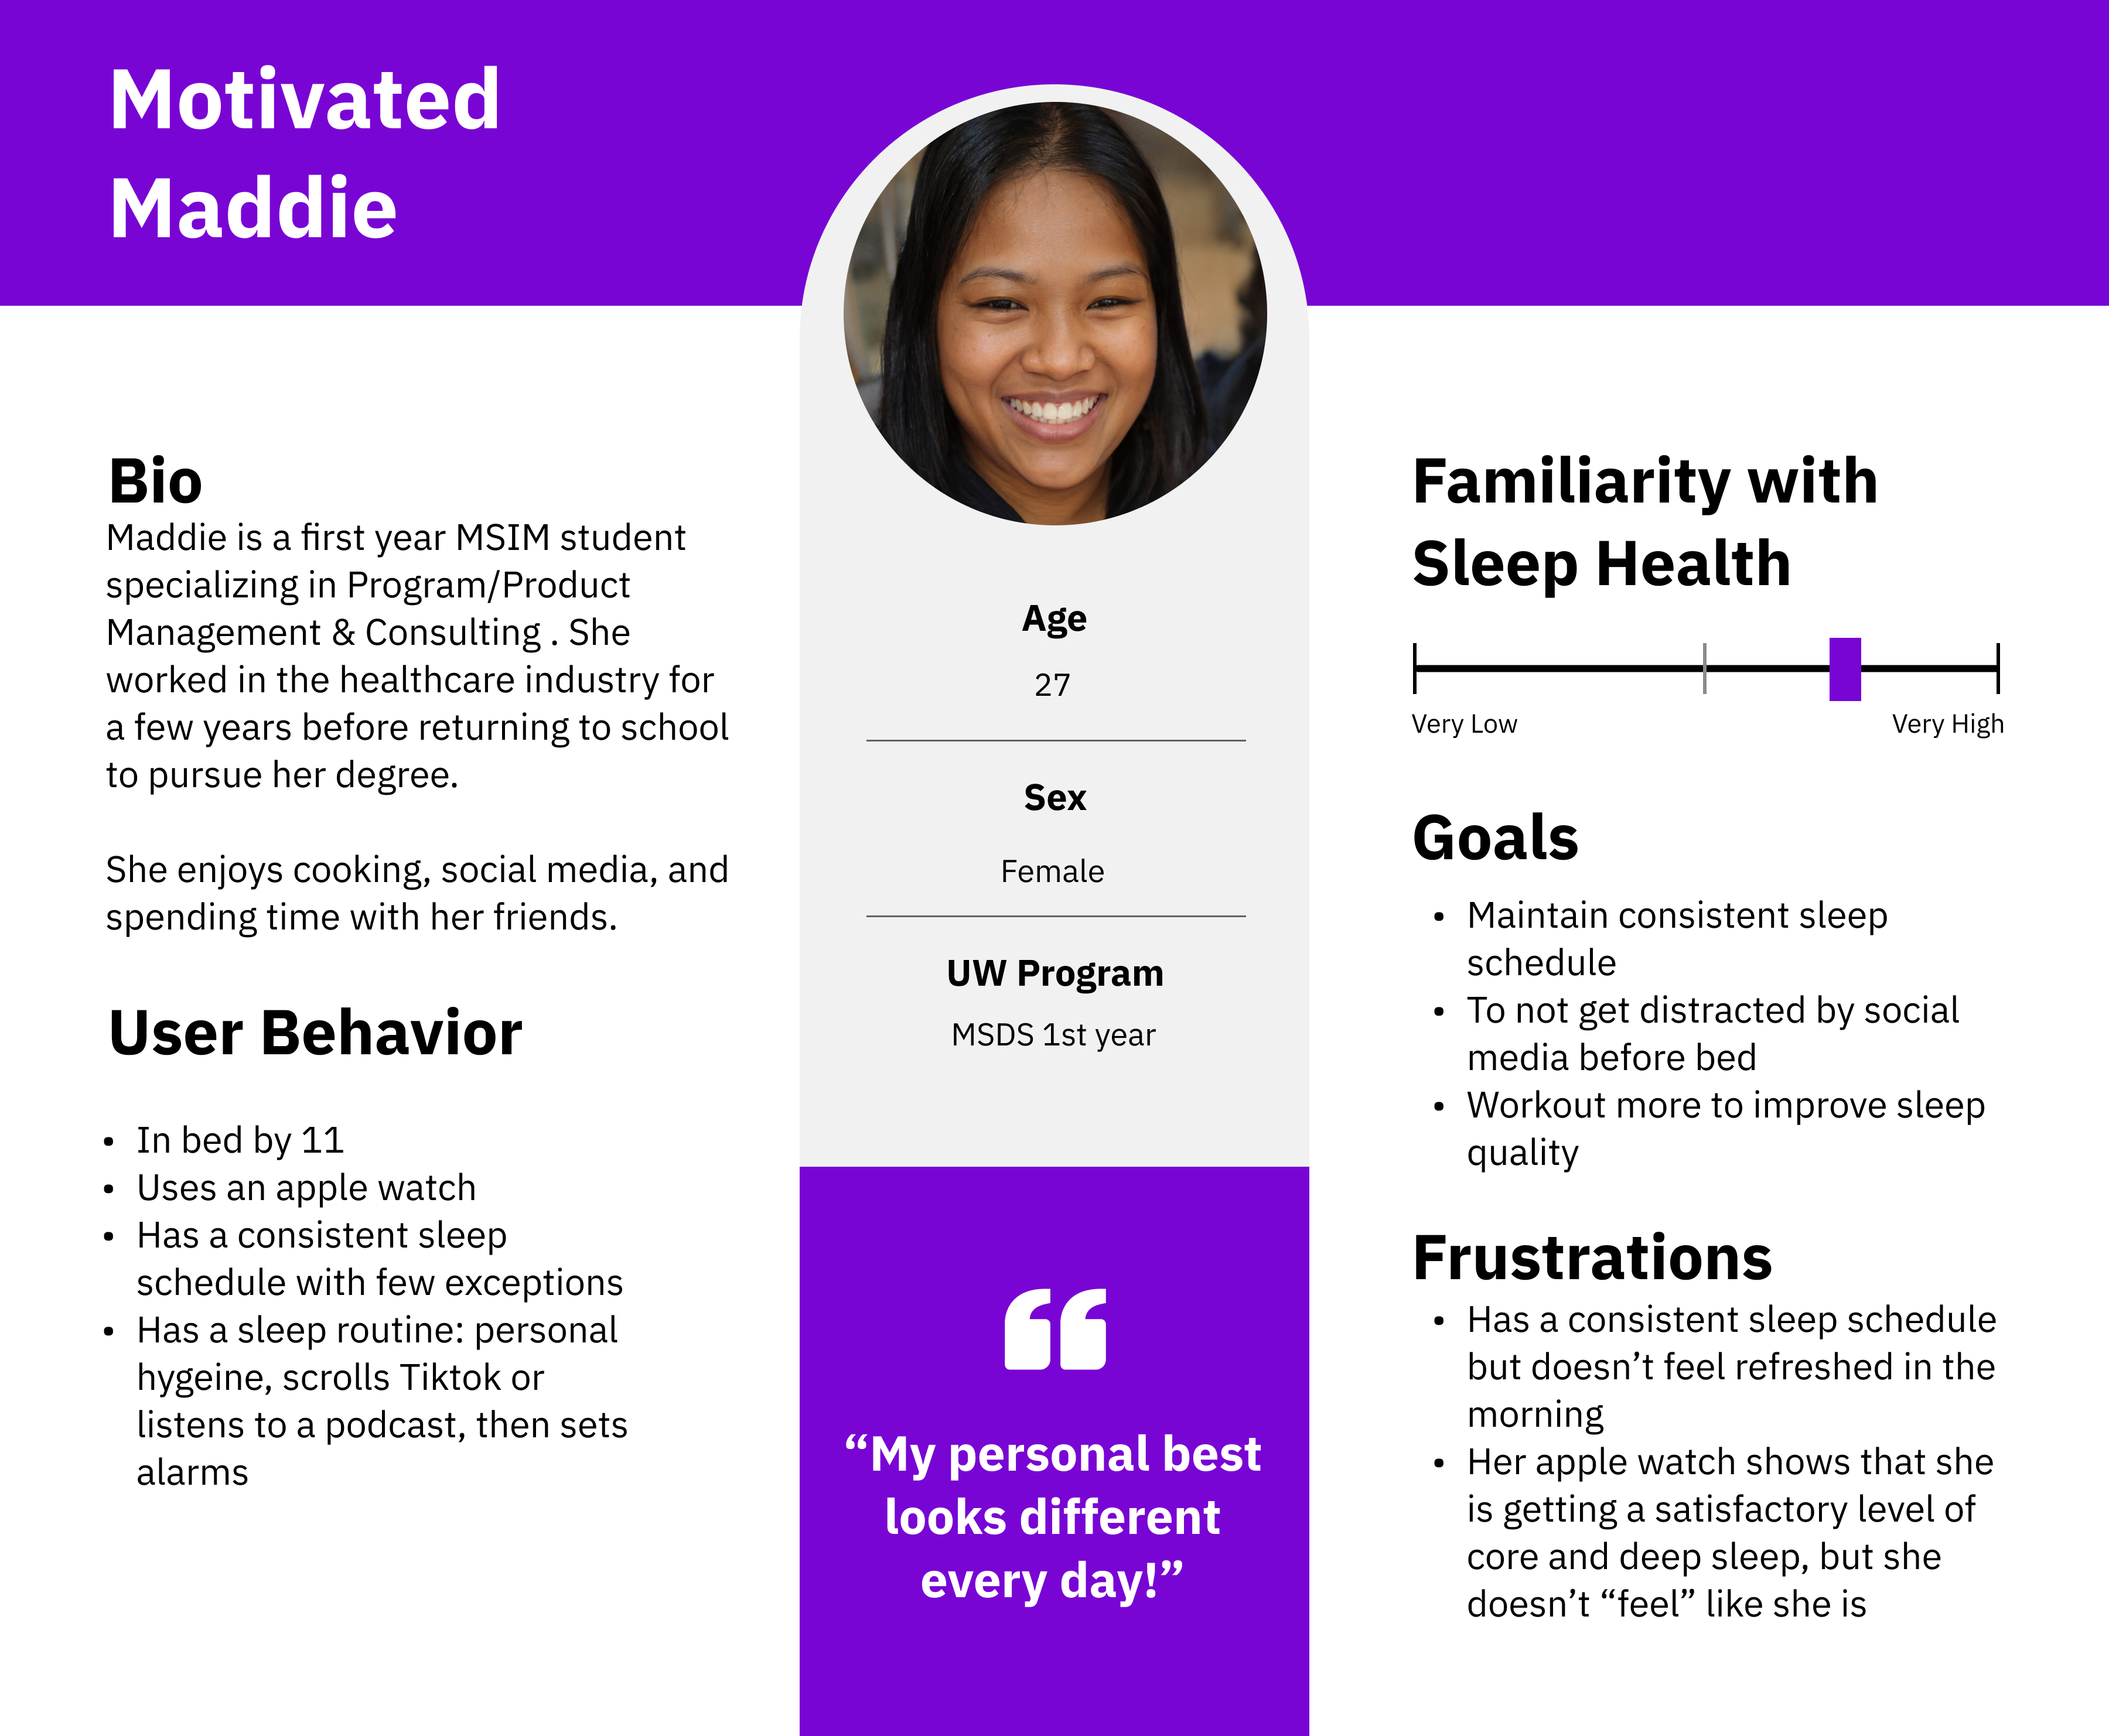 Motivated
Maddie
Bio
Maddie is a first year MSIM student
specializing in Program/Product
Management & Consulting . She
worked in the healthcare industry for
a few years before returning to school
to pursue her degree.
She enjoys cooking, social media, and
spending time with her friends.
User Behavior
• In bed by 11
• Uses an apple watch
• Has a consistent sleep
schedule with few exceptions
• Has a sleep routine: personal
hygeine, scrolls Tiktok or
listens to a podcast, then sets
alarms
Age
27
Sex
Female
UW Program
MSDS 1st year
“My personal best
looks different
every day!”
Familiarity with
Sleep Health
Very Low Very High
Goals
• Maintain consistent sleep
schedule
• To not get distracted by social
media before bed
• Workout more to improve sleep
quality
Frustrations
• Has a consistent sleep schedule
but doesn’t feel refreshed in the
morning
• Her apple watch shows that she
is getting a satisfactory level of
core and deep sleep, but she
doesn’t “feel” like she is